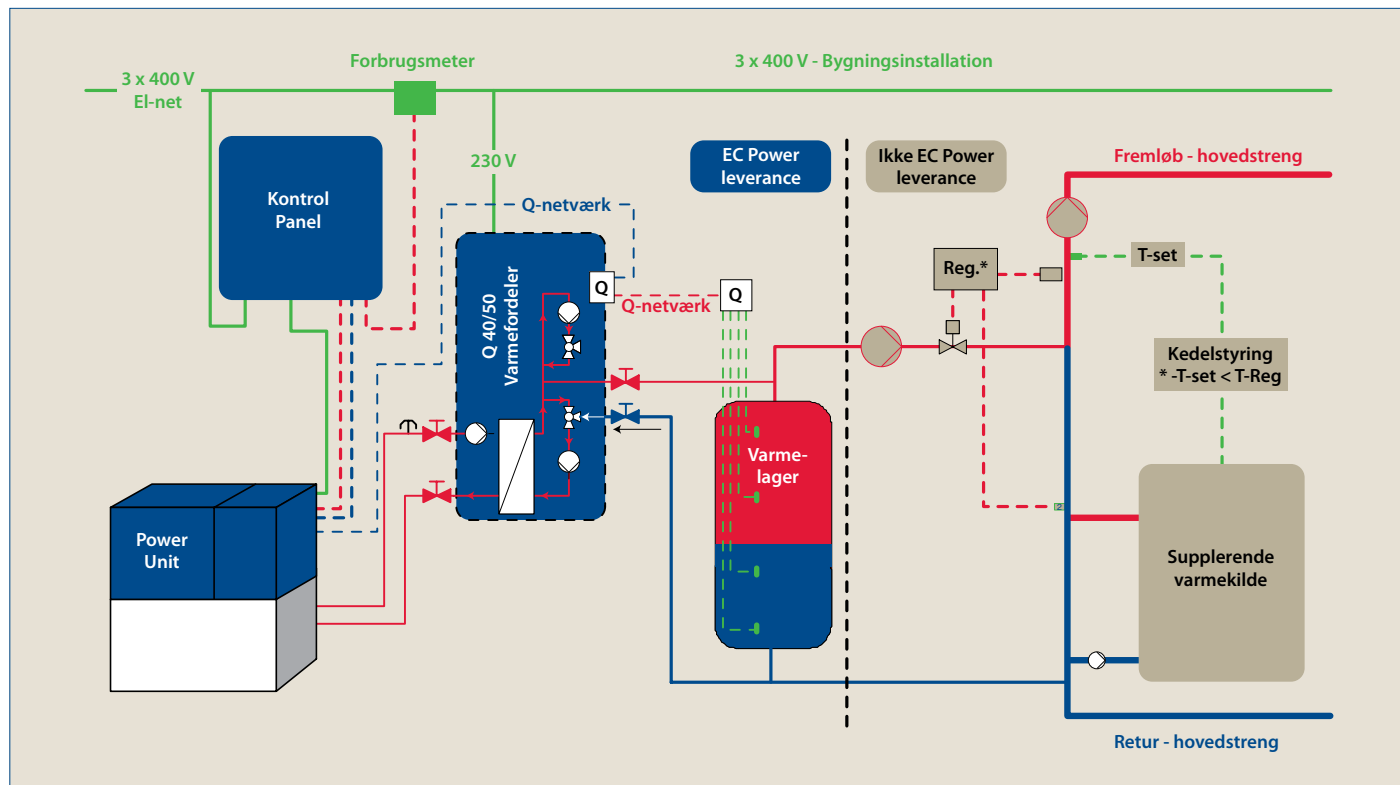 Forbrugsmeter
3 x 400 V - Bygningsinstallation
3 x 400 V
El-net
230 V
EC Power
leverance
Ikke EC Power
leverance
Fremløb - hovedstreng
Kontrol
Panel
Q-netværk
T-set
Reg.*
Q
Q
Q-netværk
Q 40/50
Varmefordeler
Kedelstyring
* -T-set < T-Reg
Varme-
lager
2
Power
Unit
Supplerende
varmekilde
Retur - hovedstreng